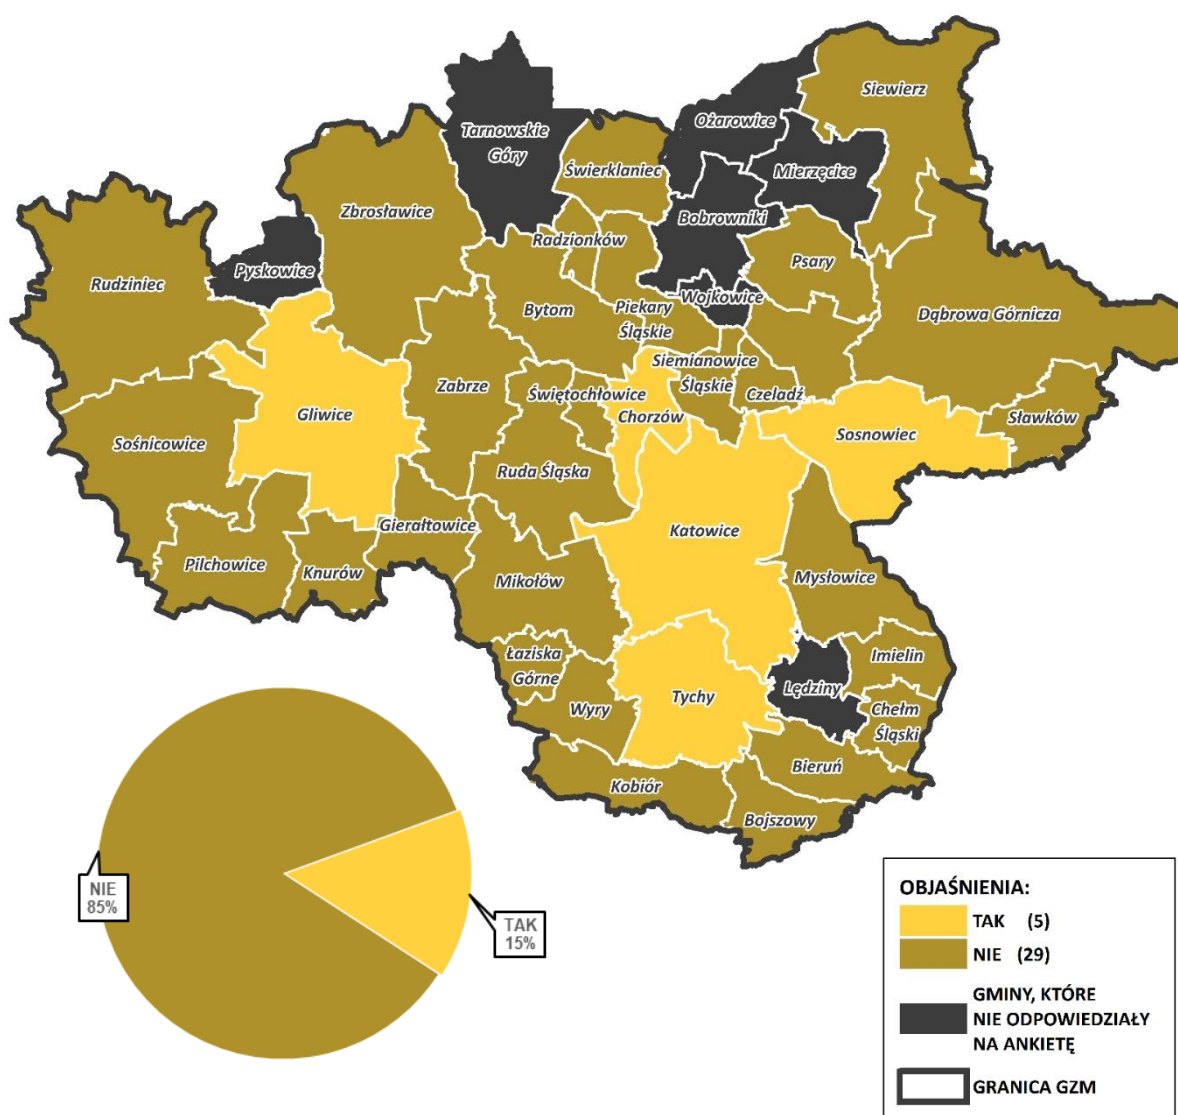 Siewierz
Ożarowice
Tarnowskie
Góry
Mierzęcice
Świerklaniec
Zbrosławice
Bobrowniki
Radzionków
Psary
Pyskowice
Rudziniec
Wojkowice
Bytom
Piekary
Śląskie
Dąbrowa Górnicza
Siemianowice
Śląskie
Zabrze
Świętochłowice
Czeladź
Gliwice
Chorzów
Sławków
Sosnowiec
Sośnicowice
Ruda Śląska
Gierałtowice
Katowice
Pilchowice
Knurów
Mikołów
Mysłowice
Łaziska
Górne
Imielin
Lędziny
Tychy
Wyry
Chełm
Śląski
Bieruń
Kobiór
Bojszowy
NIE
85%
TAK
15%
OBJAŚNIENIA:
TAK (5)
NIE (29)
GMINY, KTÓRE
NIE ODPOWIEDZIAŁY
NA ANKIETĘ
GRANICA GZM